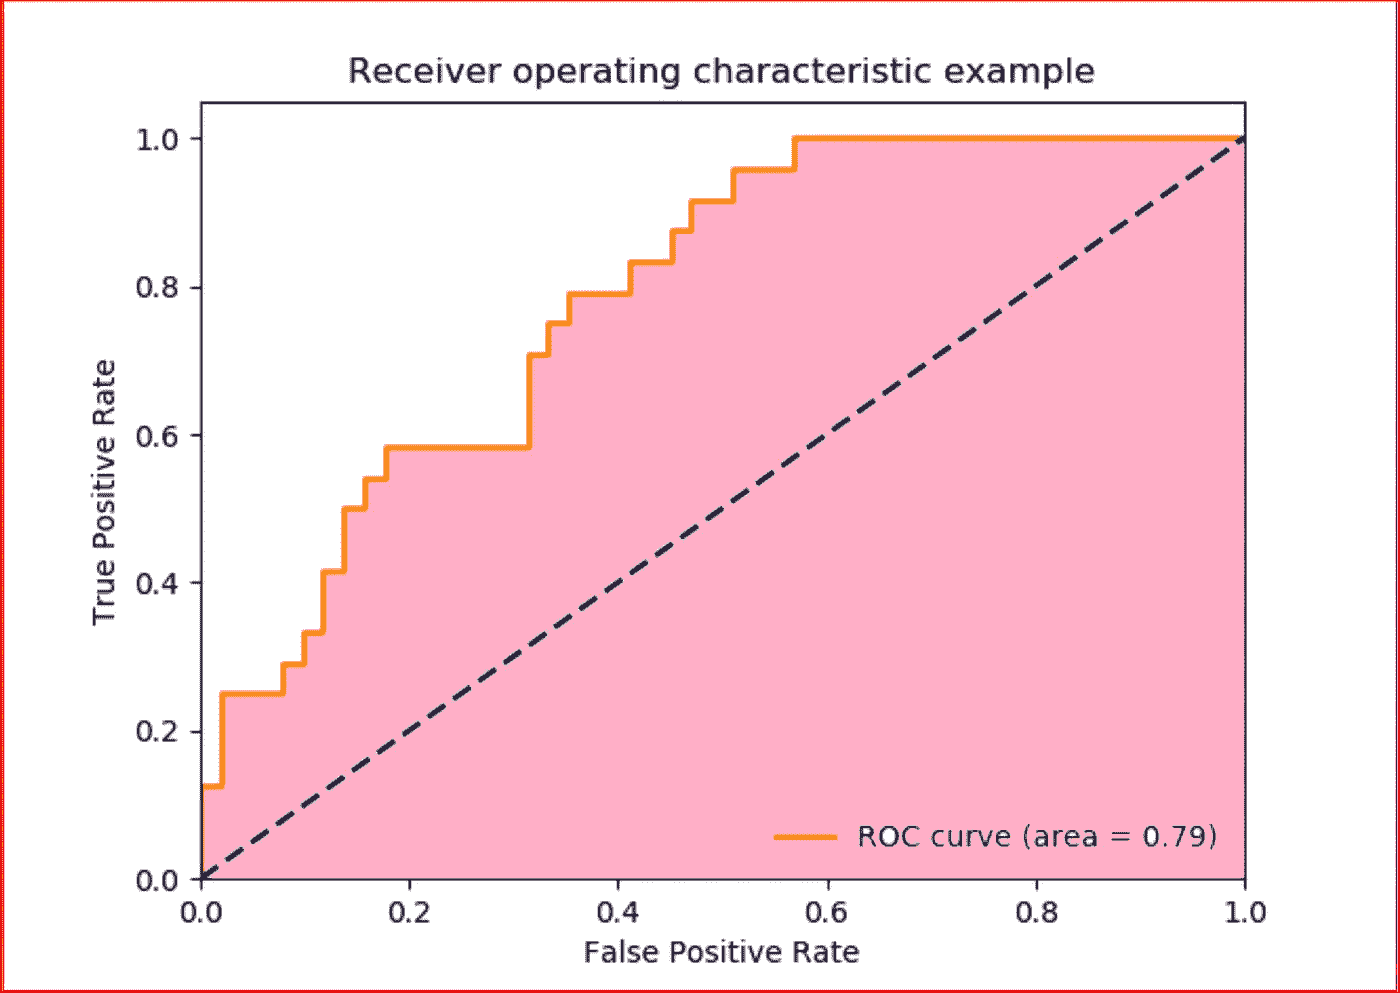 Receiver operating characteristic example
1.0
0.8
0.6
0.4
0.2
0.0
True Positive Rate
ROC curve (area = 0.79)
0.0 0.2 0.4 0.6 0.8 1.0
False Positive Rate